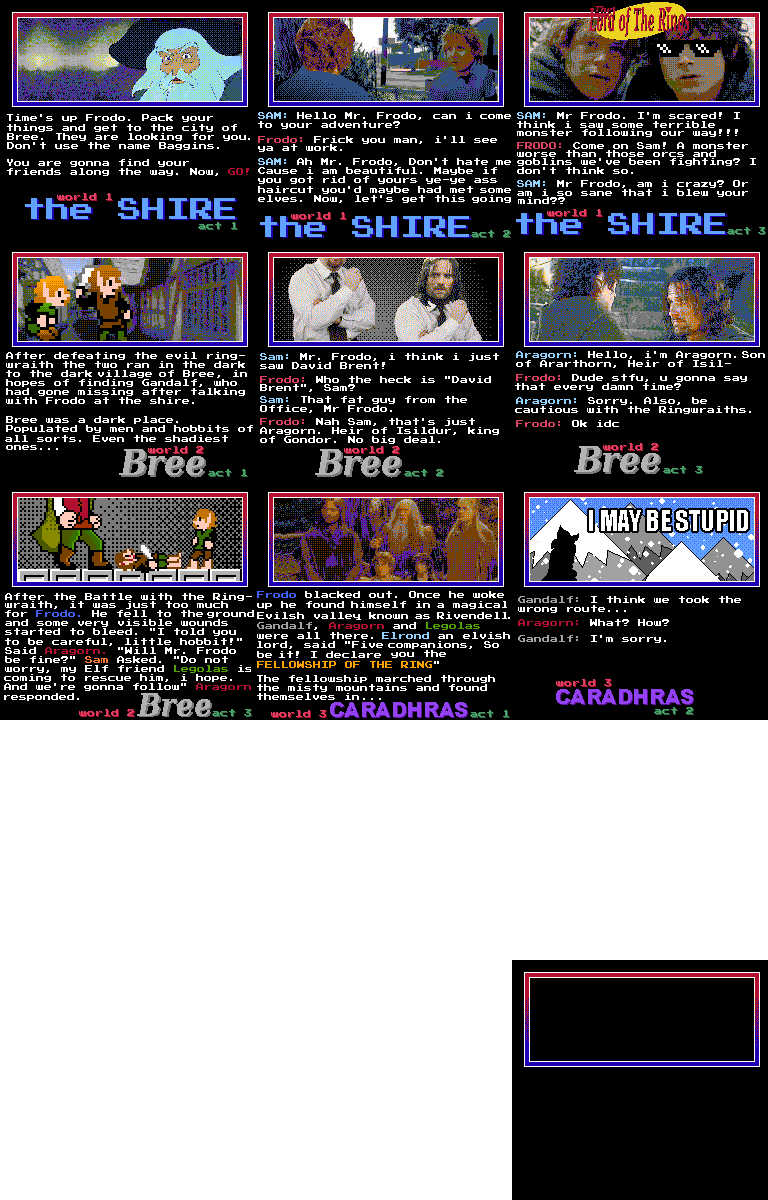 Time's up Frodo. Pack your
things and get to the city of
Bree. They are looking for you.
Don't use the name Baggins.
You are gonna find your
friends along the way. Now, GO!
world 1
the SHIRE
act 1
SAM: Hello Mr. Frodo, can i come
to your adventure?
Frodo: Frick you man, i'll see
ya at work.
SAM: Ah Mr. Frodo, Don't hate me
Cause i am beautiful. Maybe if
you got rid of yours ye-ye ass
haircut you'd maybe had met some
elves. Now, let's get this going
world 1
the SHIRE
act 2
The
Lord of The Rings
SAM: Mr Frodo. I'm scared! I
think i saw some terrible
monster following our way!!!
FRODO: Come on Sam! A monster
worse than those orcs and
goblins we've been fighting? I
don't think so.
SAM: Mr Frodo, am i crazy? Or
am i so sane that i blew your
mind??
world 1
the SHIRE
act 3
After defeating the evil ring-
wraith the two ran in the dark
to the dark village of Bree, in
hopes of finding Gandalf, who
had gone missing after talking
with Frodo at the shire.
Bree was a dark place.
Populated by men and hobbits of
all sorts. Even the shadiest
ones...
world 2
Bree
act 1
Sam: Mr. Frodo, i think i just
saw David Brent!
Frodo: Who the heck is "David
Brent", Sam?
Sam: That fat guy from the
Office, Mr Frodo.
Frodo: Nah Sam, that's just
Aragorn. Heir of Isildur, king
of Gondor. No big deal.
world 2
Bree
act 2
Aragorn: Hello, i'm Aragorn.Son
of Ararthorn, Heir of Isil-
Frodo: Dude stfu, u gonna say
that every damn time?
Aragorn: Sorry. Also, be
cautious with the Ringwraiths.
Frodo: Ok idc
world 2
Bree
act 3
After the Battle with the Ring-
wraith, it was just too much
for Frodo. He fell to the ground
and some very visible wounds
started to bleed. "I told you
to be careful, little hobbit!"
Said Aragorn. "Will Mr. Frodo
be fine?" Sam Asked. "Do not
worry, my Elf friend Legolas is
coming to rescue him, i hope.
And we're gonna follow" Aragorn
responded.
world 2
Bree
act 3
Frodo blacked out. Once he woke
up he found himself in a magical
Evilsh valley known as Rivendell.
Gandalf, Aragorn and Legolas
were all there. Elrond an elvish
lord, said "Five companions, So
be it! I declare you the
FELLOWSHIP OF THE RING"
The fellowship marched through
the misty mountains and found
themselves in...
world 3
CARADHRAS
act 1
I MAY BE STUPID
Gandalf: I think we took the
wrong route...
Aragorn: What? How?
Gandalf: I'm sorry.
world 3
CARADHRAS
act 2